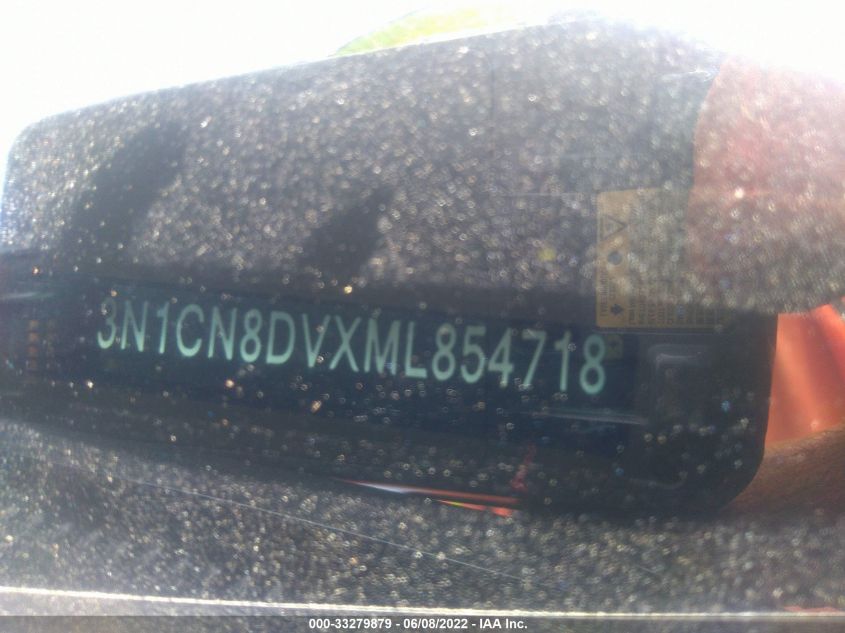 3N1CN8DVXML854718
000-33279879 - 06/08/2022 - IAA Inc.